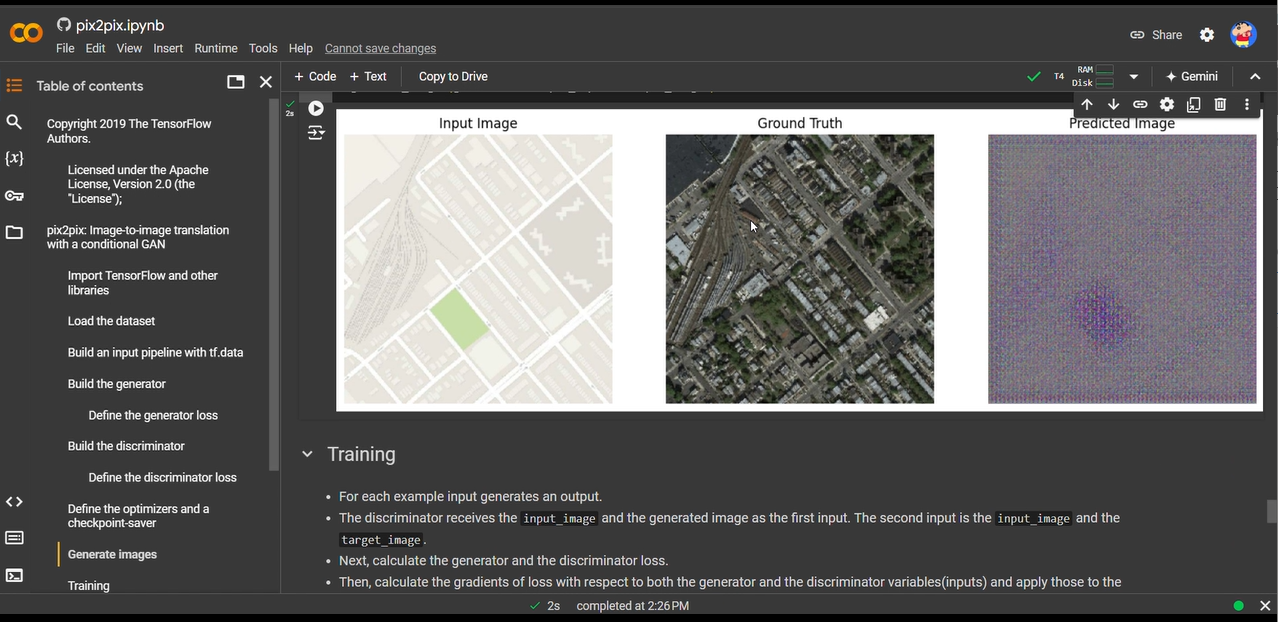 pix2pix.ipynb
File Edit View Insert Runtime Tools Help Cannot save changes
Share
+ Code + Text Copy to Drive
T4 RAM Disk Gemini
Table of contents
Copyright 2019 The TensorFlow
Authors.
Licensed under the Apache
License, Version 2.0 (the
"License");
pix2pix: Image-to-image translation
with a conditional GAN
Import TensorFlow and other
libraries
Load the dataset
Build an input pipeline with tf.data
Build the generator
Define the generator loss
Build the discriminator
Define the discriminator loss
Define the optimizers and a
checkpoint-saver
Generate images
Training
{x}
2s
Input Image Ground Truth Predicted Image
Training
• For each example input generates an output.
• The discriminator receives the input_image and the generated image as the first input. The second input is the input_image and the
target_image.
• Next, calculate the generator and the discriminator loss.
• Then, calculate the gradients of loss with respect to both the generator and the discriminator variables(inputs) and apply those to the
2s completed at 2:26 PM